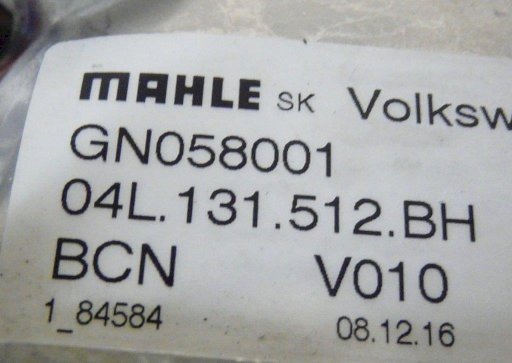 MAHLE SK Volksw
GN058001
04L.131.512.BH
BCN V010
1_84584 08.12.16